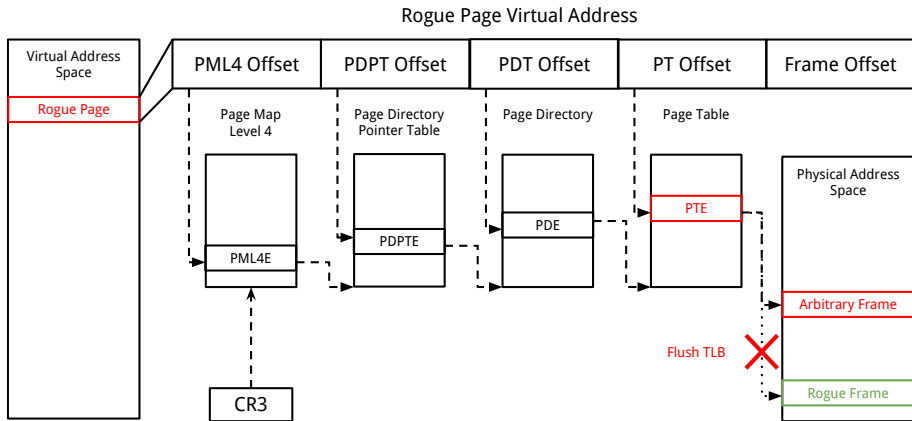 Rogue Page Virtual Address
Virtual Address
Space
Rogue Page
PML4 Offset
PDPT Offset
PDT Offset
PT Offset
Frame Offset
Page Map
Level 4
Page Directory
Pointer Table
Page Directory
Page Table
Physical Address
Space
PML4E
PDPTE
PDE
PTE
Arbitrary Frame
Flush TLB
Rogue Frame
CR3